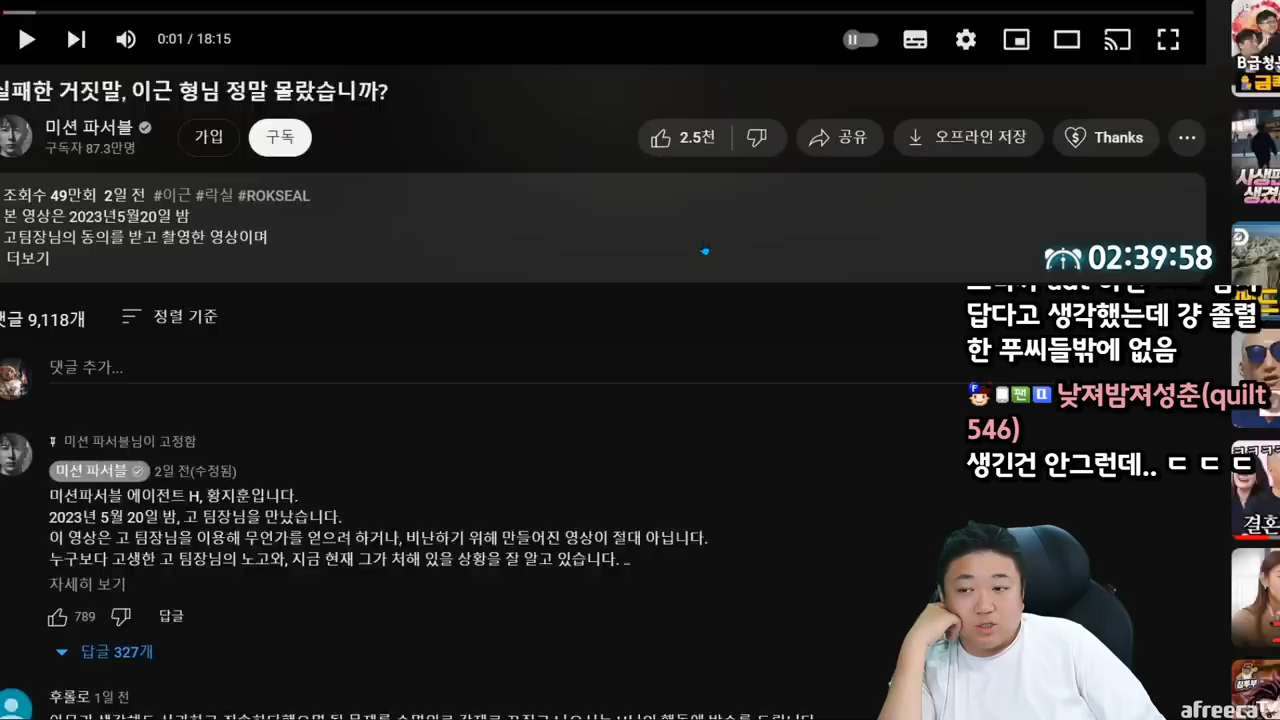 0:01 / 18:15
실패한 거짓말, 이근 형님 정말 몰랐습니까?
미션 파서블
구독자 87.3만명
가입
구독
2.5천
공유
오프라인 저장
Thanks
조회수 49만회 2일 전 #이근 #락실 #ROKSEAL
본 영상은 2023년5월20일 밤
고팀장님의 동의를 받고 촬영한 영상이며
더보기
02:39:58
댓글 9,118개
정렬 기준
답다고 생각했는데 걍 졸렬
한 푸씨들밖에 없음
댓글 추가...
팬
낮져밤져성춘(quilt
546)
생긴건 안그런데.. ㄷ ㄷ ㄷ
미션 파서블님이 고정함
미션 파서블 2일 전(수정됨)
미션파서블 에이전트 H, 황지훈입니다.
2023년 5월 20일 밤, 고 팀장님을 만났습니다.
이 영상은 고 팀장님을 이용해 무언가를 얻으려 하거나, 비난하기 위해 만들어진 영상이 절대 아닙니다.
누구보다 고생한 고 팀장님의 노고와, 지금 현재 그가 처해 있을 상황을 잘 알고 있습니다. ..
자세히 보기
789
답글
답글 327개
후롤로 1일 전
B급청
사생팬
생겼
결혼
침투부
afreecaTV